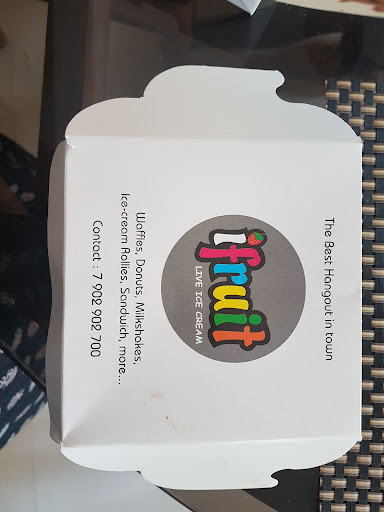 The Best Hangout in town
ifruit
LIVE ICE CREAM
Waffles, Donuts, Milkshakes,
Ice-cream Rollies, Sandwich, more...
Contact : 7 902 902 700